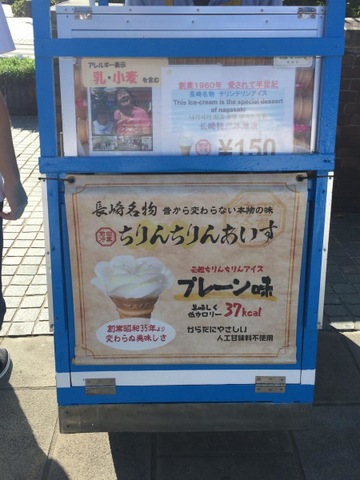 アレルギー表示
乳・小麦を含む
創業1960年 愛されて半世紀
長崎名物 チリンチリンアイス
This Ice-cream is the special dessert
of nagasaki
¥150
長崎名物 昔から変わらない本物の味
ちりんちりんあいす
元祖ちりんちりんアイス
プレーン味
美味しく
低カロリー 37kcal
創業昭和35年より
変わらぬ美味しさ
からだにやさしい
人工甘味料不使用